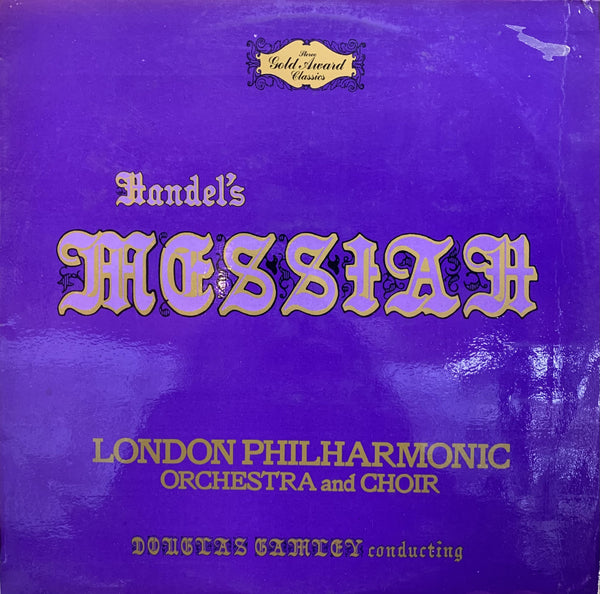 Stereo
Gold Award
Classics
Handel's
MESSIAH
LONDON PHILHARMONIC
ORCHESTRA and CHOIR
DOUGLAS GAMLEY conducting